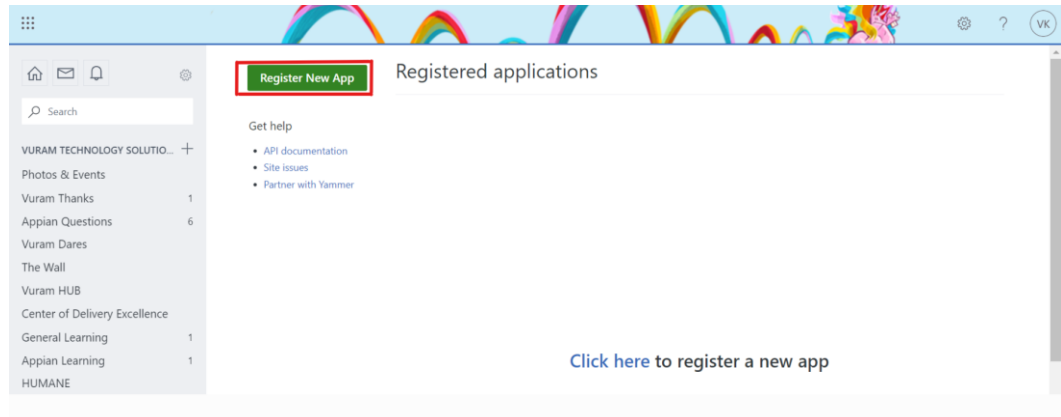 ?
VK
Register New App
Registered applications
Search
Get help
VURAM TECHNOLOGY SOLUTIO...
API documentation
Site issues
Partner with Yammer
Photos & Events
Vuram Thanks 1
Appian Questions 6
Vuram Dares
The Wall
Vuram HUB
Center of Delivery Excellence
General Learning 1
Appian Learning 1
HUMANE
Click here to register a new app